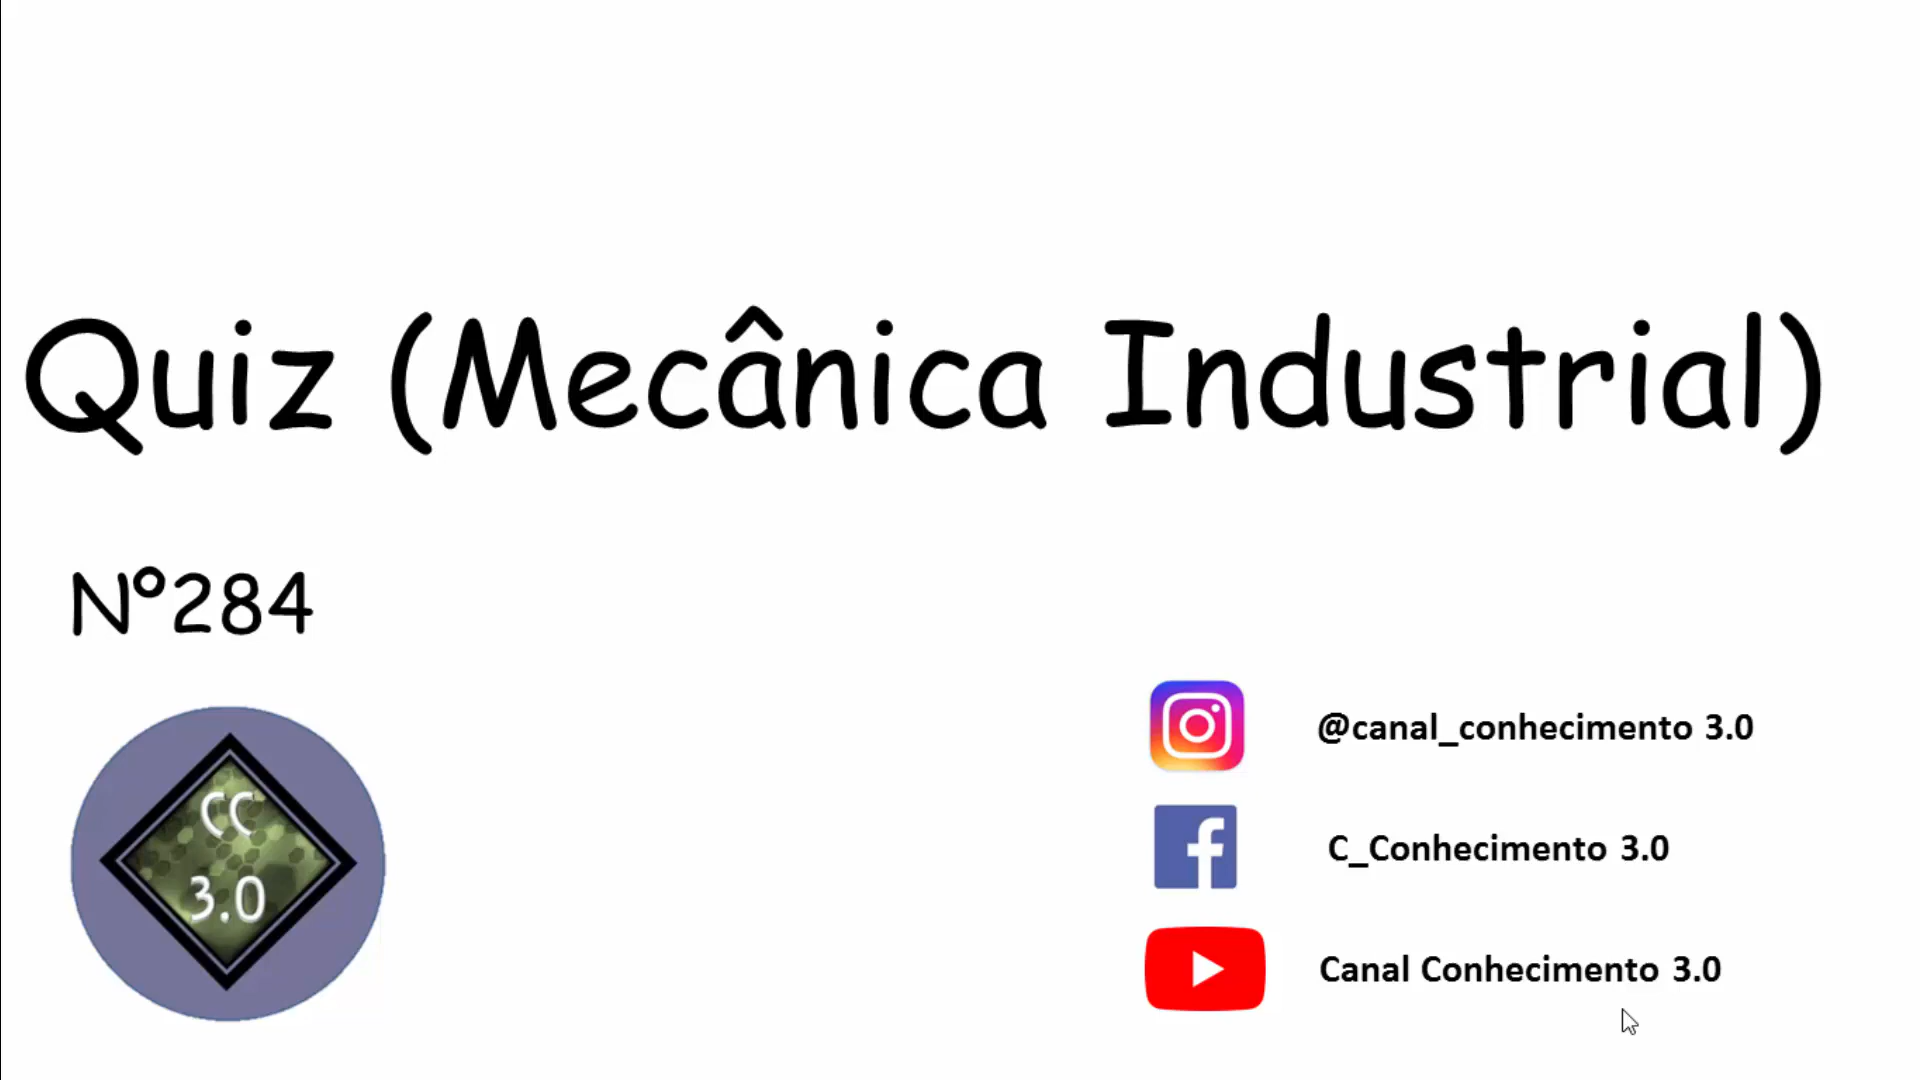 Quiz (Mecânica Industrial)
Nº284
CC
3.0
@canal_conhecimento 3.0
C_Conhecimento 3.0
Canal Conhecimento 3.0